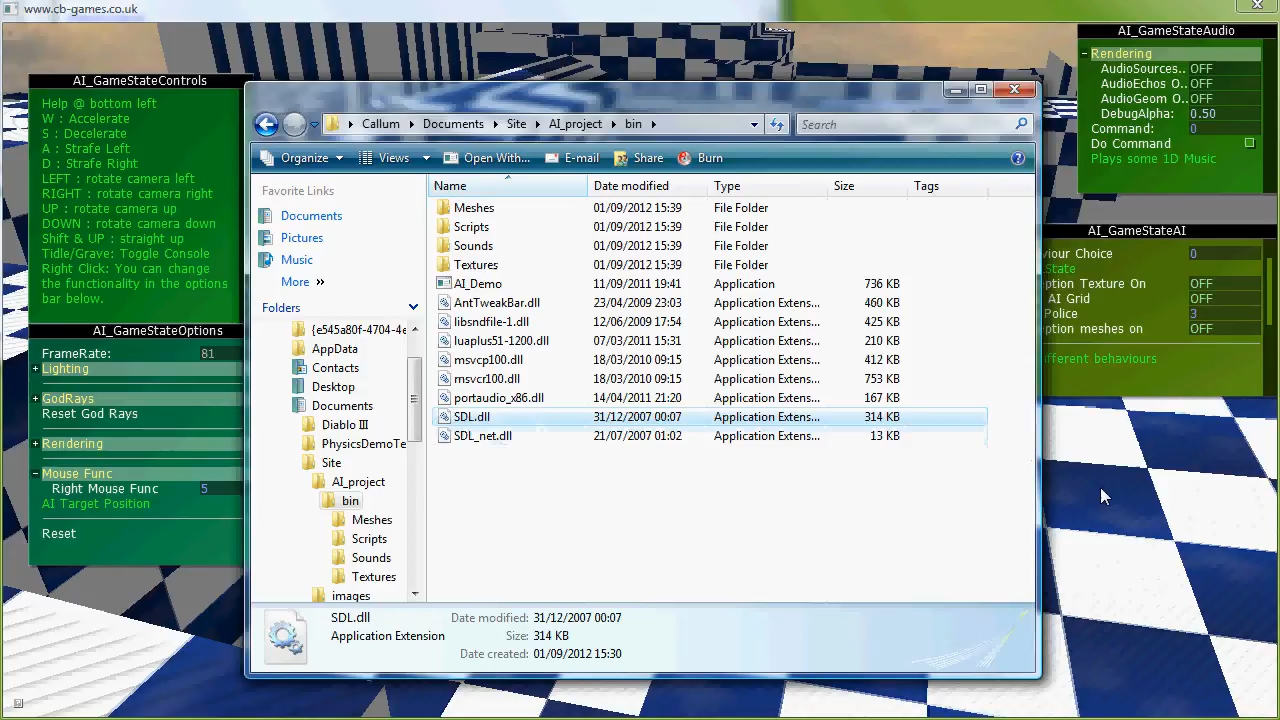 www.cb-games.co.uk
AI_GameStateControls
Help @ bottom left
W : Accelerate
S : Decelerate
A : Strafe Left
D : Strafe Right
LEFT : rotate camera left
RIGHT : rotate camera right
UP : rotate camera up
DOWN : rotate camera down
Shift & UP : straight up
Tidle/Grave: Toggle Console
Right Click: You can change
the functionality in the options
bar below.
AI_GameStateOptions
FrameRate: 81
+ Lighting
+ GodRays
Reset God Rays
+ Rendering
- Mouse Func
Right Mouse Func 5
AI Target Position
Reset
Callum Documents Site AI_project bin
Search
Organize Views Open With... E-mail Share Burn
Favorite Links
Documents
Pictures
Music
More »
Folders
{e545a80f-4704-4e
AppData
Contacts
Desktop
Documents
Diablo III
PhysicsDemoTe
Site
AI_project
bin
Meshes
Scripts
Sounds
Textures
images
Name Date modified Type Size Tags
Meshes 01/09/2012 15:39 File Folder
Scripts 01/09/2012 15:39 File Folder
Sounds 01/09/2012 15:39 File Folder
Textures 01/09/2012 15:39 File Folder
AI_Demo 11/09/2011 19:41 Application 736 KB
AntTweakBar.dll 23/04/2009 23:03 Application Extens... 460 KB
libsndfile-1.dll 12/06/2009 17:54 Application Extens... 425 KB
luaplus51-1200.dll 07/03/2011 15:31 Application Extens... 210 KB
msvcp100.dll 18/03/2010 09:15 Application Extens... 412 KB
msvcr100.dll 18/03/2010 09:15 Application Extens... 753 KB
portaudio_x86.dll 14/04/2011 21:20 Application Extens... 167 KB
SDL.dll 31/12/2007 00:07 Application Extens... 314 KB
SDL_net.dll 21/07/2007 01:02 Application Extens... 13 KB
SDL.dll Date modified: 31/12/2007 00:07
Application Extension Size: 314 KB
Date created: 01/09/2012 15:30
AI_GameStateAudio
- Rendering
AudioSources.. OFF
AudioEchos O.. OFF
AudioGeom O.. OFF
DebugAlpha: 0.50
Command: 0
Do Command
Plays some 1D Music
AI_GameStateAI
viour Choice 0
State
ption Texture On OFF
AI Grid OFF
Police 3
ption meshes on OFF
fferent behaviours